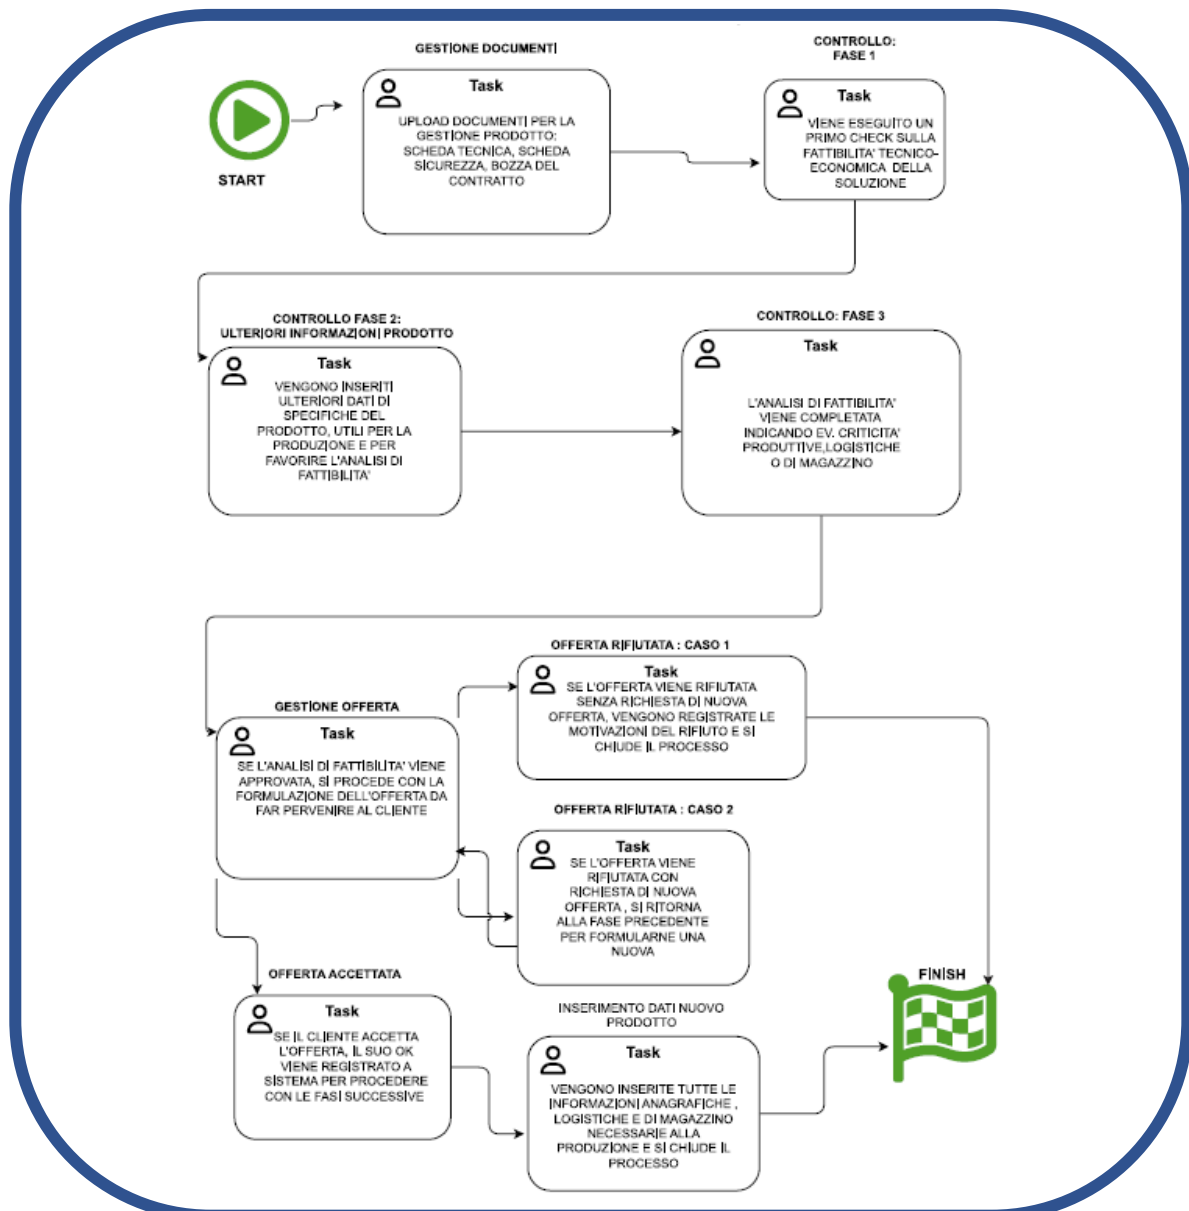 GESTIONE DOCUMENTI
CONTROLLO:
FASE 1
START
Task
UPLOAD DOCUMENTI PER LA
GESTIONE PRODOTTO:
SCHEDA TECNICA, SCHEDA
SICUREZZA, BOZZA DEL
CONTRATTO
Task
VIENE ESEGUITO UN
PRIMO CHECK SULLA
FATTIBILITA' TECNICO-
ECONOMICA DELLA
SOLUZIONE
CONTROLLO FASE 2:
ULTERIORI INFORMAZIONI PRODOTTO
Task
VENGONO INSERITI
ULTERIORI DATI DI
SPECIFICHE DEL
PRODOTTO, UTILI PER LA
PRODUZIONE E PER
FAVORIRE L'ANALISI DI
FATTIBILITA'
CONTROLLO: FASE 3
Task
L'ANALISI DI FATTIBILITA'
VIENE COMPLETATA
INDICANDO EV. CRITICITA'
PRODUTTIVE,LOGISTICHE
O DI MAGAZZINO
GESTIONE OFFERTA
Task
SE L'ANALISI DI FATTIBILITA' VIENE
APPROVATA, SI PROCEDE CON LA
FORMULAZIONE DELL'OFFERTA DA
FAR PERVENIRE AL CLIENTE
OFFERTA RIFIUTATA : CASO 1
Task
SE L'OFFERTA VIENE RIFIUTATA
SENZA RICHIESTA DI NUOVA
OFFERTA, VENGONO REGISTRATE LE
MOTIVAZIONI DEL RIFIUTO E SI
CHIUDE IL PROCESSO
OFFERTA RIFIUTATA : CASO 2
Task
SE L'OFFERTA VIENE
RIFIUTATA CON
RICHIESTA DI NUOVA
OFFERTA , SI RITORNA
ALLA FASE PRECEDENTE
PER FORMULARNE UNA
NUOVA
OFFERTA ACCETTATA
Task
SE IL CLIENTE ACCETTA
L'OFFERTA, IL SUO OK
VIENE REGISTRATO A
SISTEMA PER PROCEDERE
CON LE FASI SUCCESSIVE
INSERIMENTO DATI NUOVO
PRODOTTO
Task
VENGONO INSERITE TUTTE LE
INFORMAZIONI ANAGRAFICHE ,
LOGISTICHE E DI MAGAZZINO
NECESSARIE ALLA
PRODUZIONE E SI CHIUDE IL
PROCESSO
FINISH